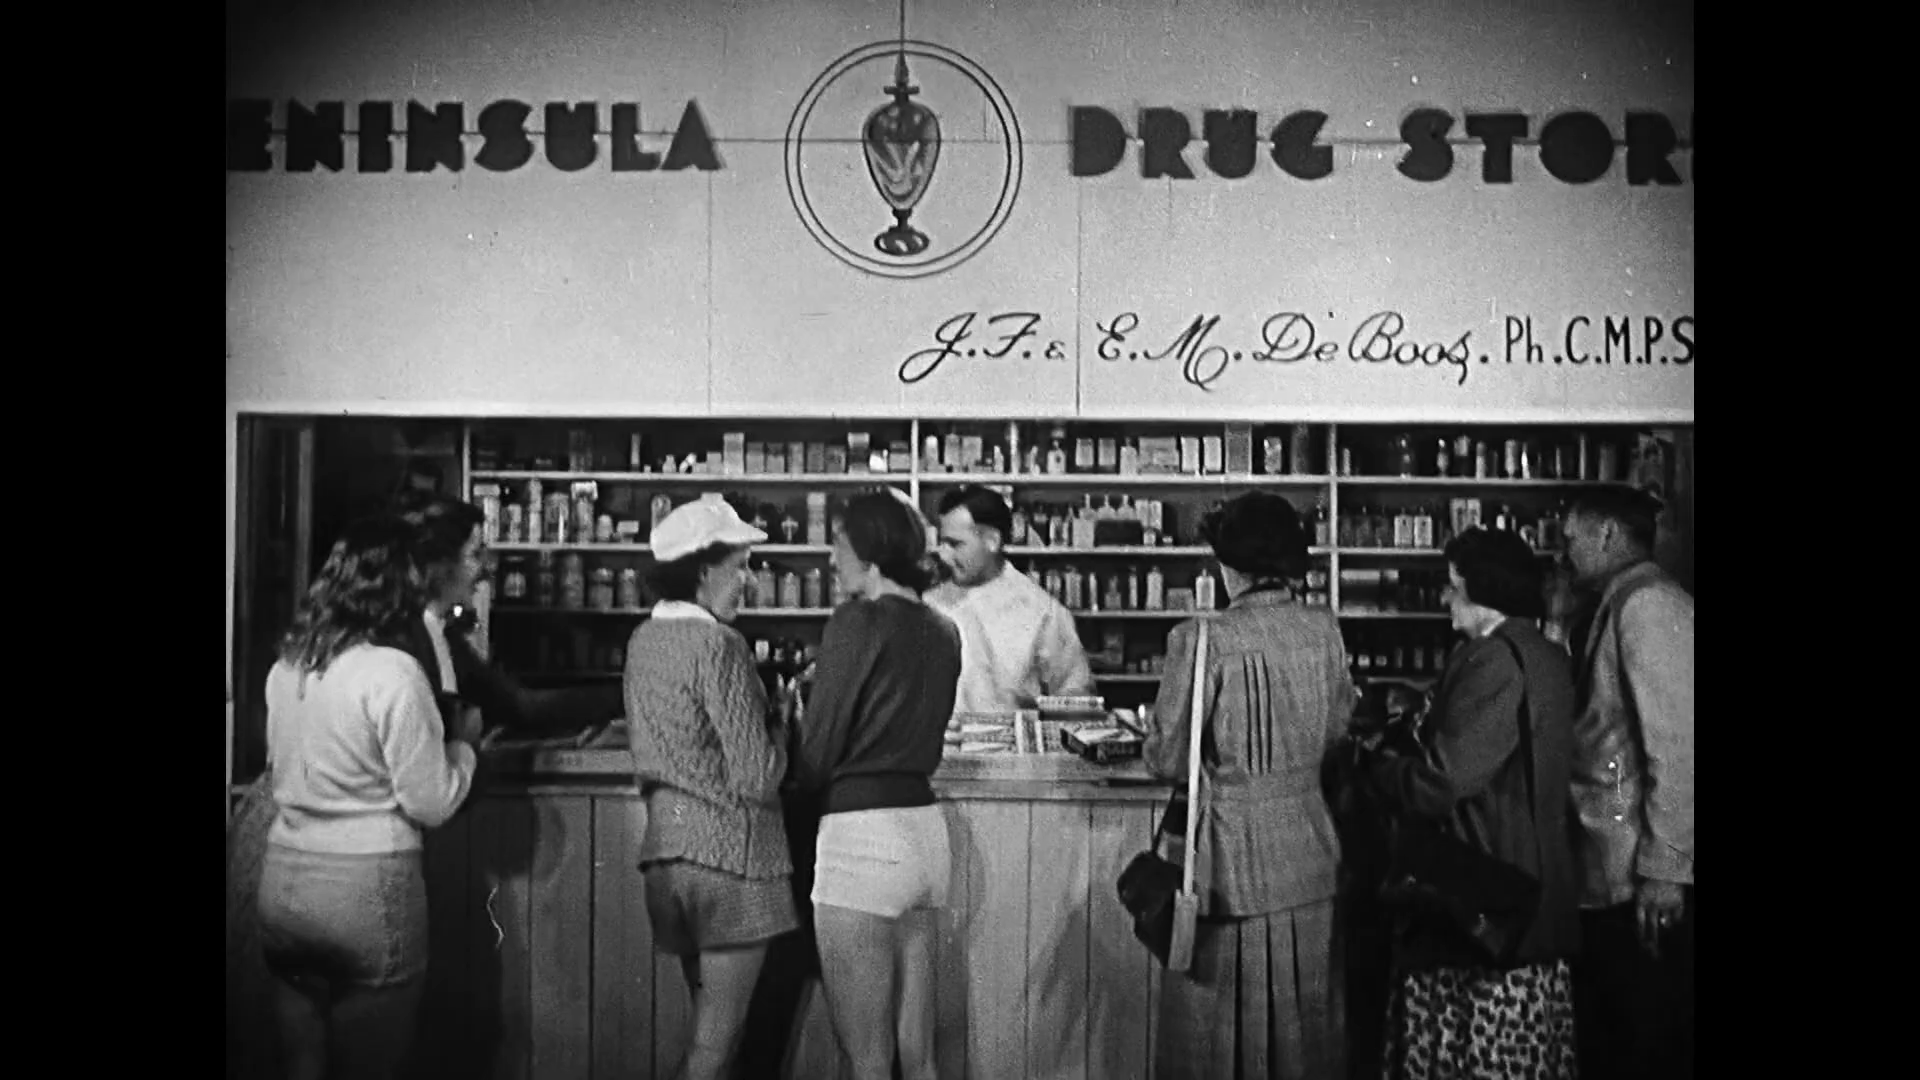 ENINSULA DRUG STOR
J.F. & E.M. De Boos. Ph.C.M.P.S